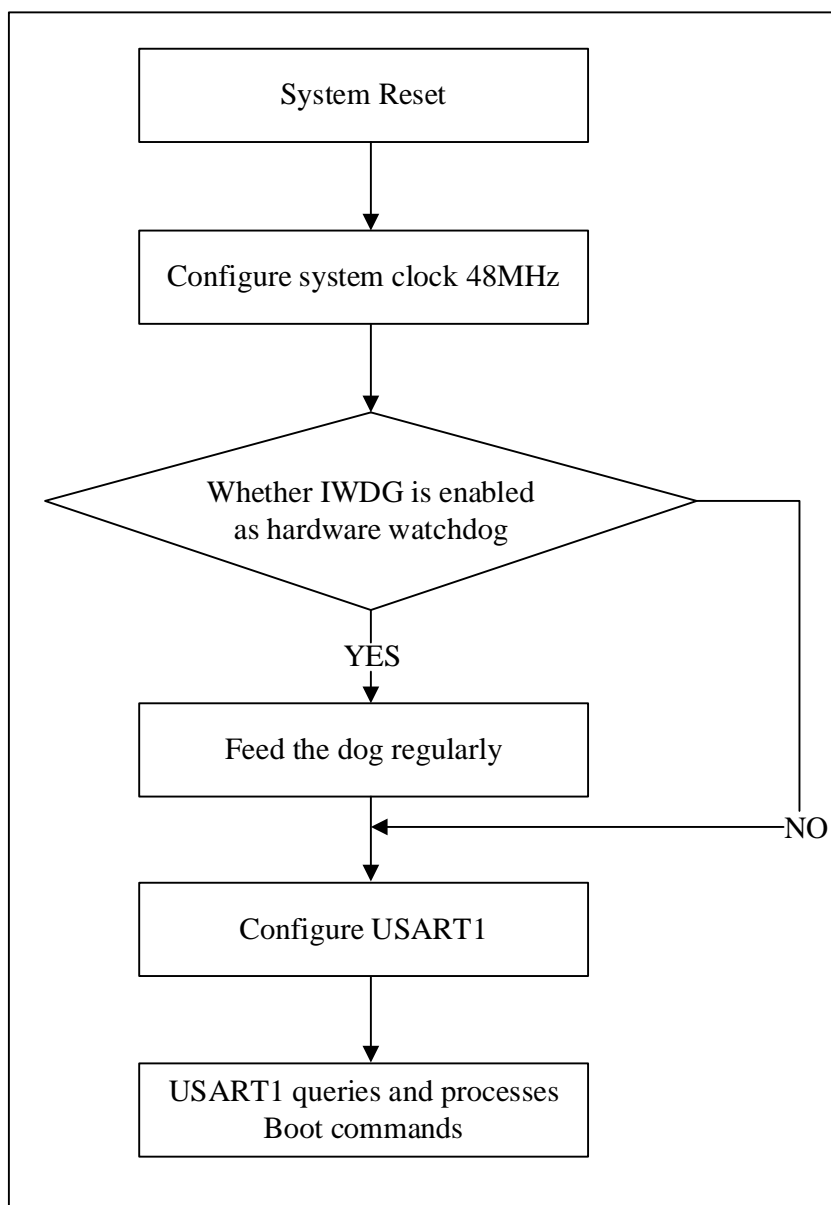 System Reset
Configure system clock 48MHz
Whether IWDG is enabled
as hardware watchdog
YES
Feed the dog regularly
NO
Configure USART1
USART1 queries and processes
Boot commands